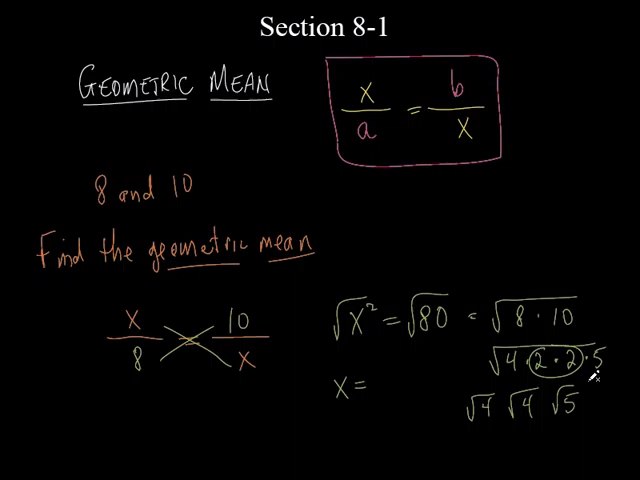 Section 8-1
GEOMETRIC MEAN
x/a = b/x
8 and 10
Find the geometric mean
x/8 = 10/x
√x² = √80 = √8 · 10
√4 · 2 · 2 · 5
x =
√4 √4 √5